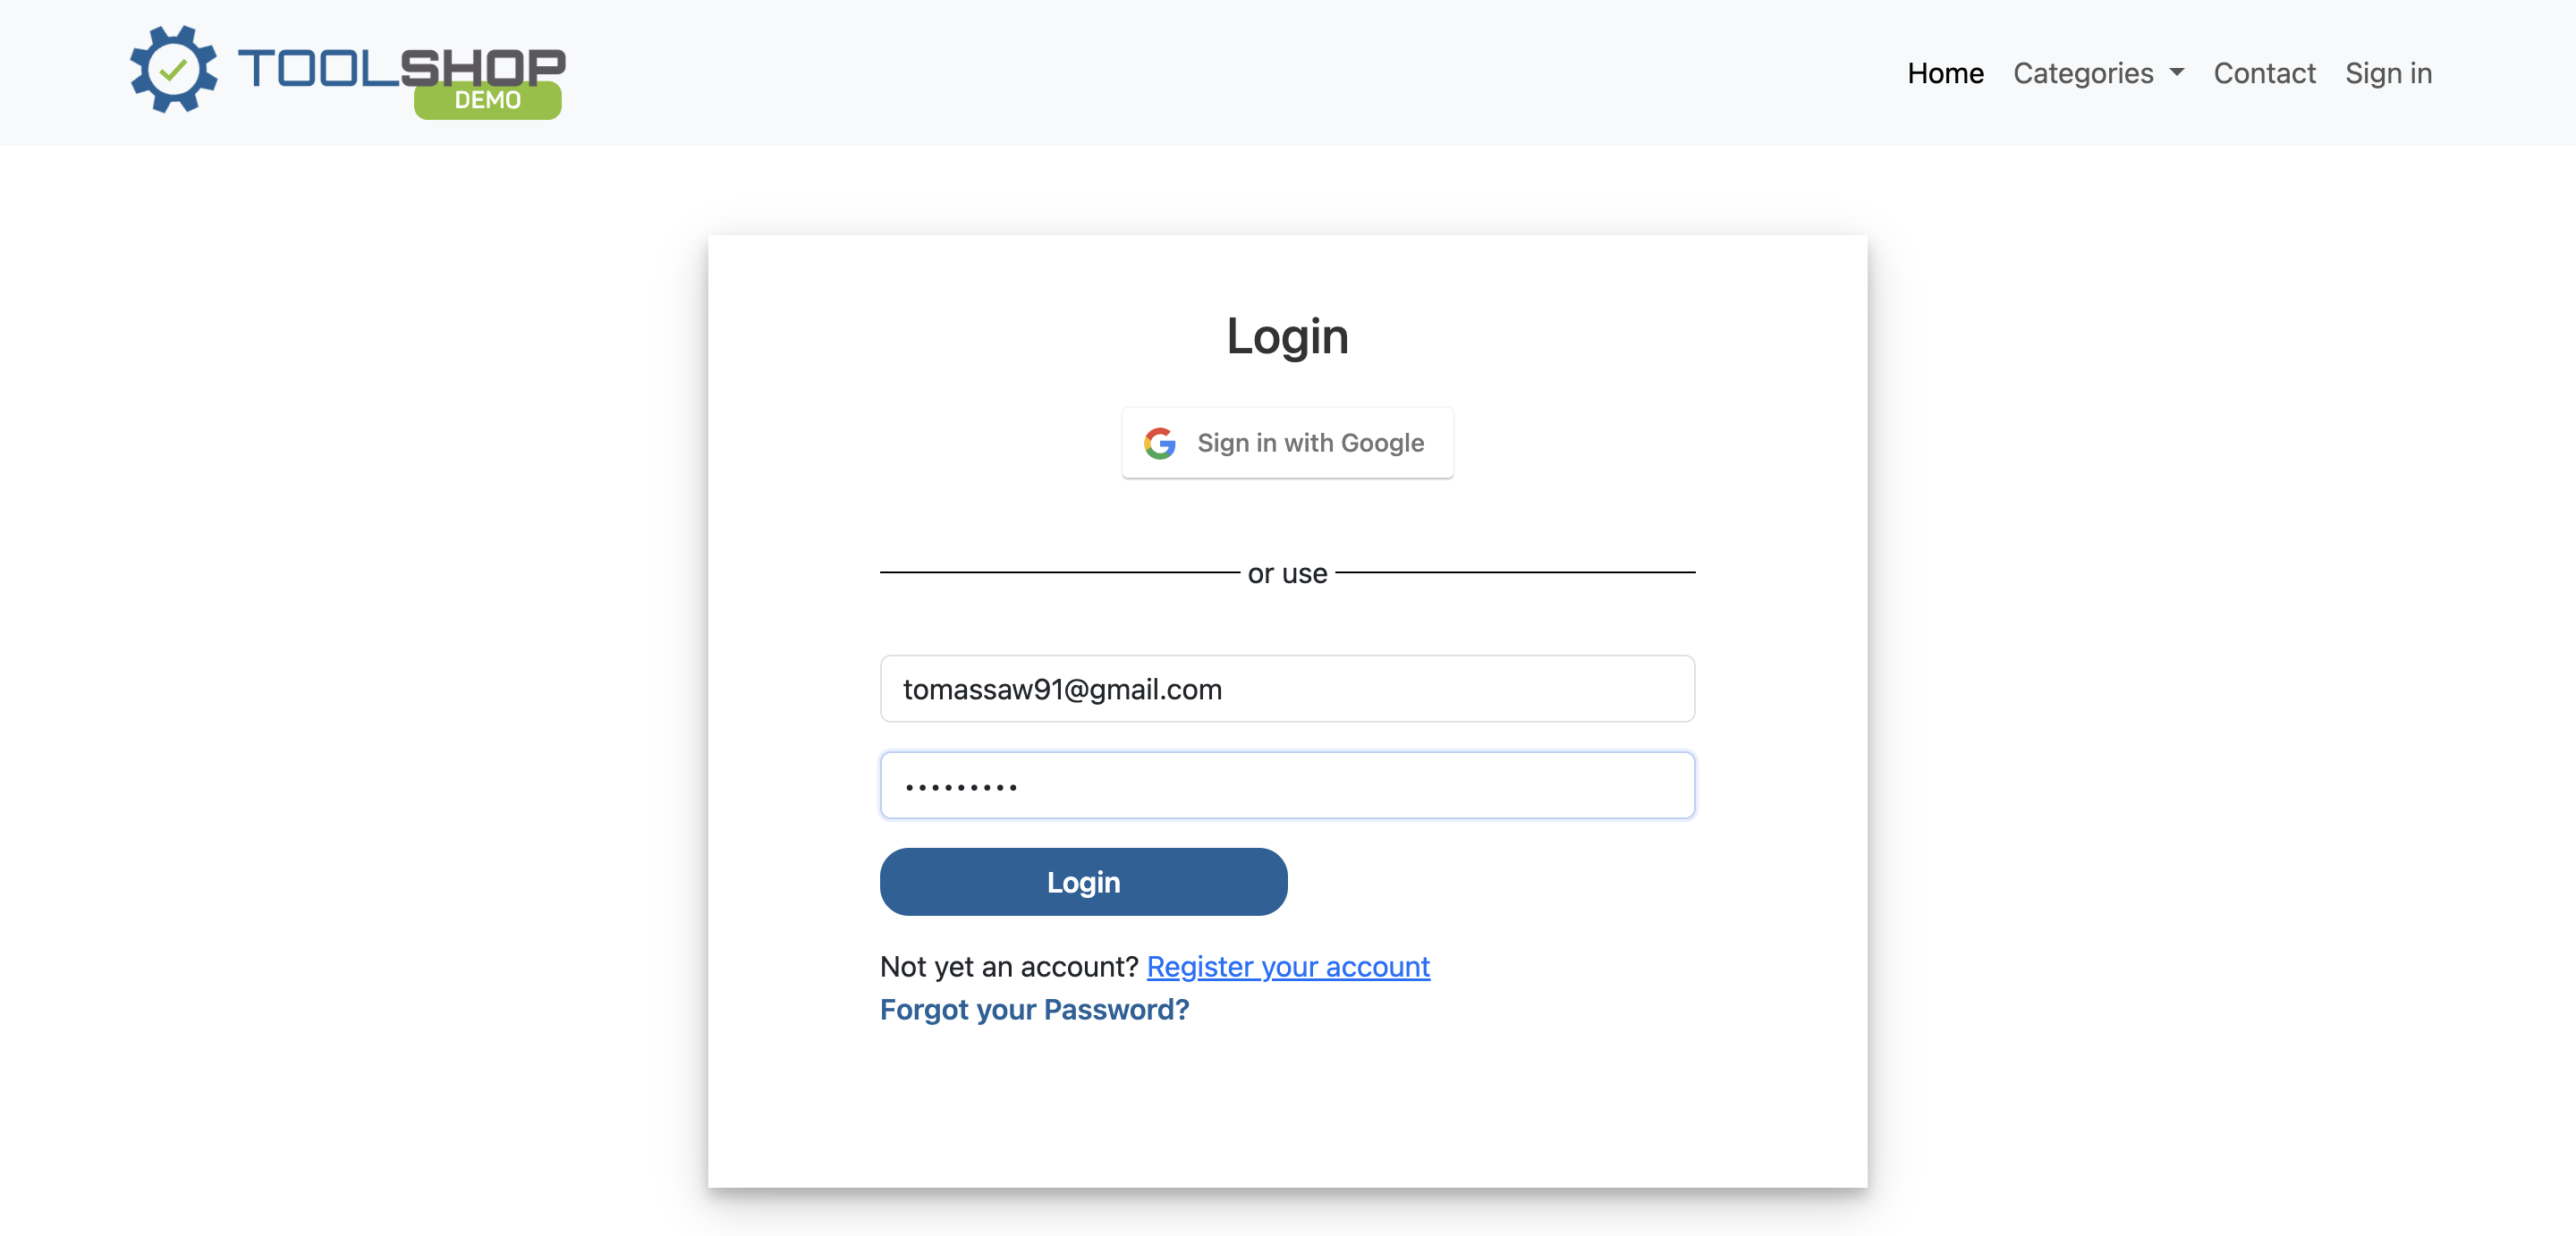 TOOLSHOP
DEMO
Home Categories Contact Sign in
Login
Sign in with Google
or use
tomassaw91@gmail.com
•••••••••
Login
Not yet an account? Register your account
Forgot your Password?